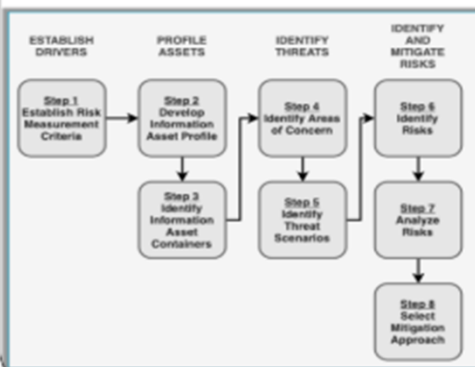 ESTABLISH
DRIVERS
PROFILE
ASSETS
IDENTIFY
THREATS
IDENTIFY
AND
MITIGATE
RISKS
Step 1
Establish Risk
Measurement
Criteria
Step 2
Develop
Information
Asset Profile
Step 3
Identify
Information
Asset
Containers
Step 4
Identify Areas
of Concern
Step 5
Identify
Threat
Scenarios
Step 6
Identify
Risks
Step 7
Analyze
Risks
Step 8
Select
Mitigation
Approach